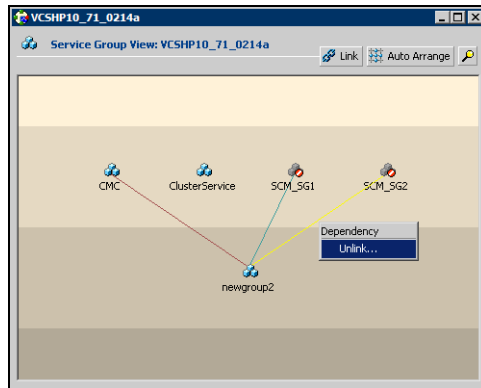 VCSHP10_71_0214a
Service Group View: VCSHP10_71_0214a
Link
Auto Arrange
CMC
ClusterService
SCM_SG1
SCM_SG2
Dependency
Unlink...
newgroup2